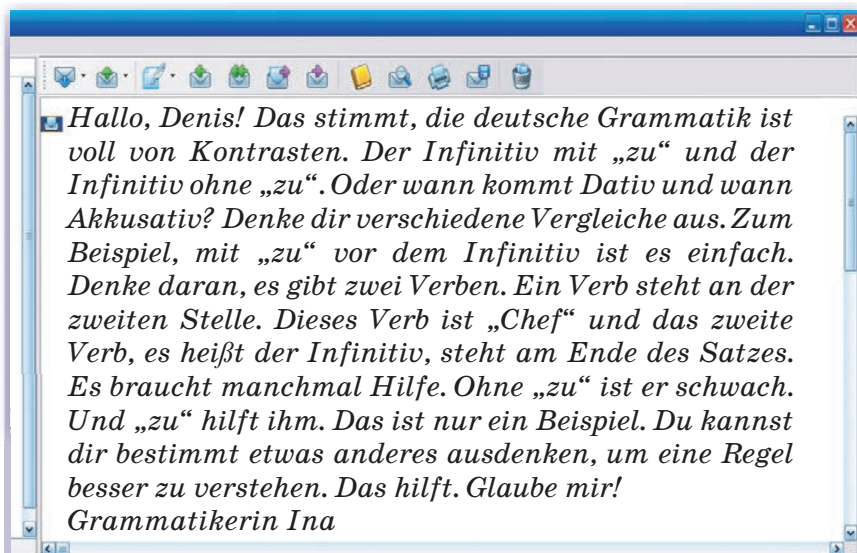 Hallo, Denis! Das stimmt, die deutsche Grammatik ist
voll von Kontrasten. Der Infinitiv mit „zu“ und der
Infinitiv ohne „zu“. Oder wann kommt Dativ und wann
Akkusativ? Denke dir verschiedene Vergleiche aus. Zum
Beispiel, mit „zu“ vor dem Infinitiv ist es einfach.
Denke daran, es gibt zwei Verben. Ein Verb steht an der
zweiten Stelle. Dieses Verb ist „Chef“ und das zweite
Verb, es heißt der Infinitiv, steht am Ende des Satzes.
Es braucht manchmal Hilfe. Ohne „zu“ ist er schwach.
Und „zu“ hilft ihm. Das ist nur ein Beispiel. Du kannst
dir bestimmt etwas anderes ausdenken, um eine Regel
besser zu verstehen. Das hilft. Glaube mir!
Grammatikerin Ina